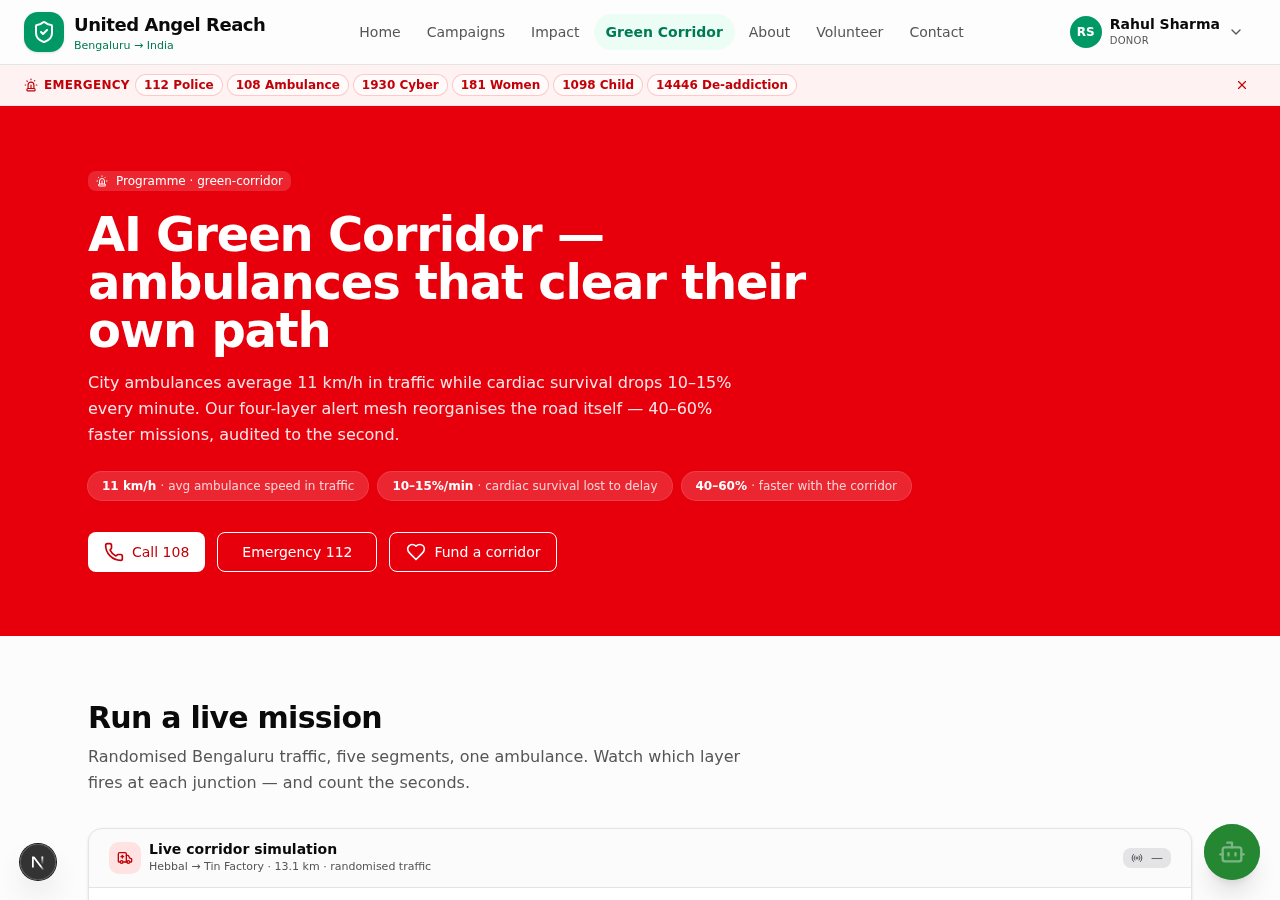 United Angel Reach
Bengaluru → India
Home Campaigns Impact Green Corridor About Volunteer Contact
RS
Rahul Sharma
DONOR
EMERGENCY 112 Police 108 Ambulance 1930 Cyber 181 Women 1098 Child 14446 De-addiction
Programme · green-corridor
AI Green Corridor —
ambulances that clear their
own path
City ambulances average 11 km/h in traffic while cardiac survival drops 10–15%
every minute. Our four-layer alert mesh reorganises the road itself — 40–60%
faster missions, audited to the second.
11 km/h · avg ambulance speed in traffic 10–15%/min · cardiac survival lost to delay 40–60% · faster with the corridor
Call 108 Emergency 112 Fund a corridor
Run a live mission
Randomised Bengaluru traffic, five segments, one ambulance. Watch which layer
fires at each junction — and count the seconds.
Live corridor simulation
Hebbal → Tin Factory · 13.1 km · randomised traffic
—
N